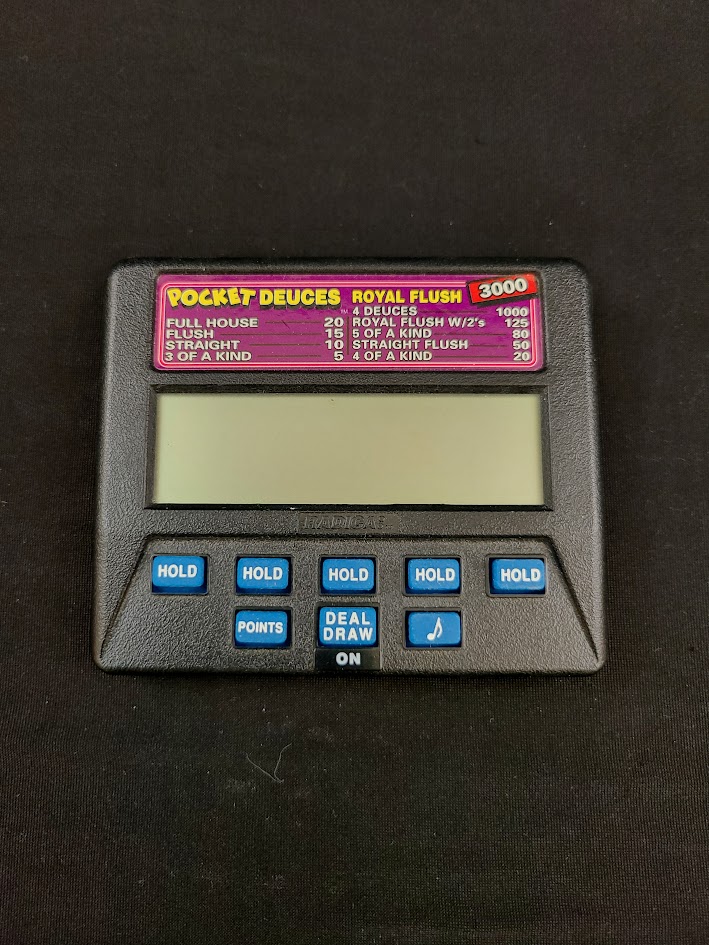 POCKET DEUCES™
FULL HOUSE 20
FLUSH 15
STRAIGHT 10
3 OF A KIND 5
ROYAL FLUSH 3000
4 DEUCES 1000
ROYAL FLUSH W/2's 125
5 OF A KIND 80
STRAIGHT FLUSH 50
4 OF A KIND 20
RADICA
HOLD HOLD HOLD HOLD HOLD
POINTS DEAL DRAW
ON